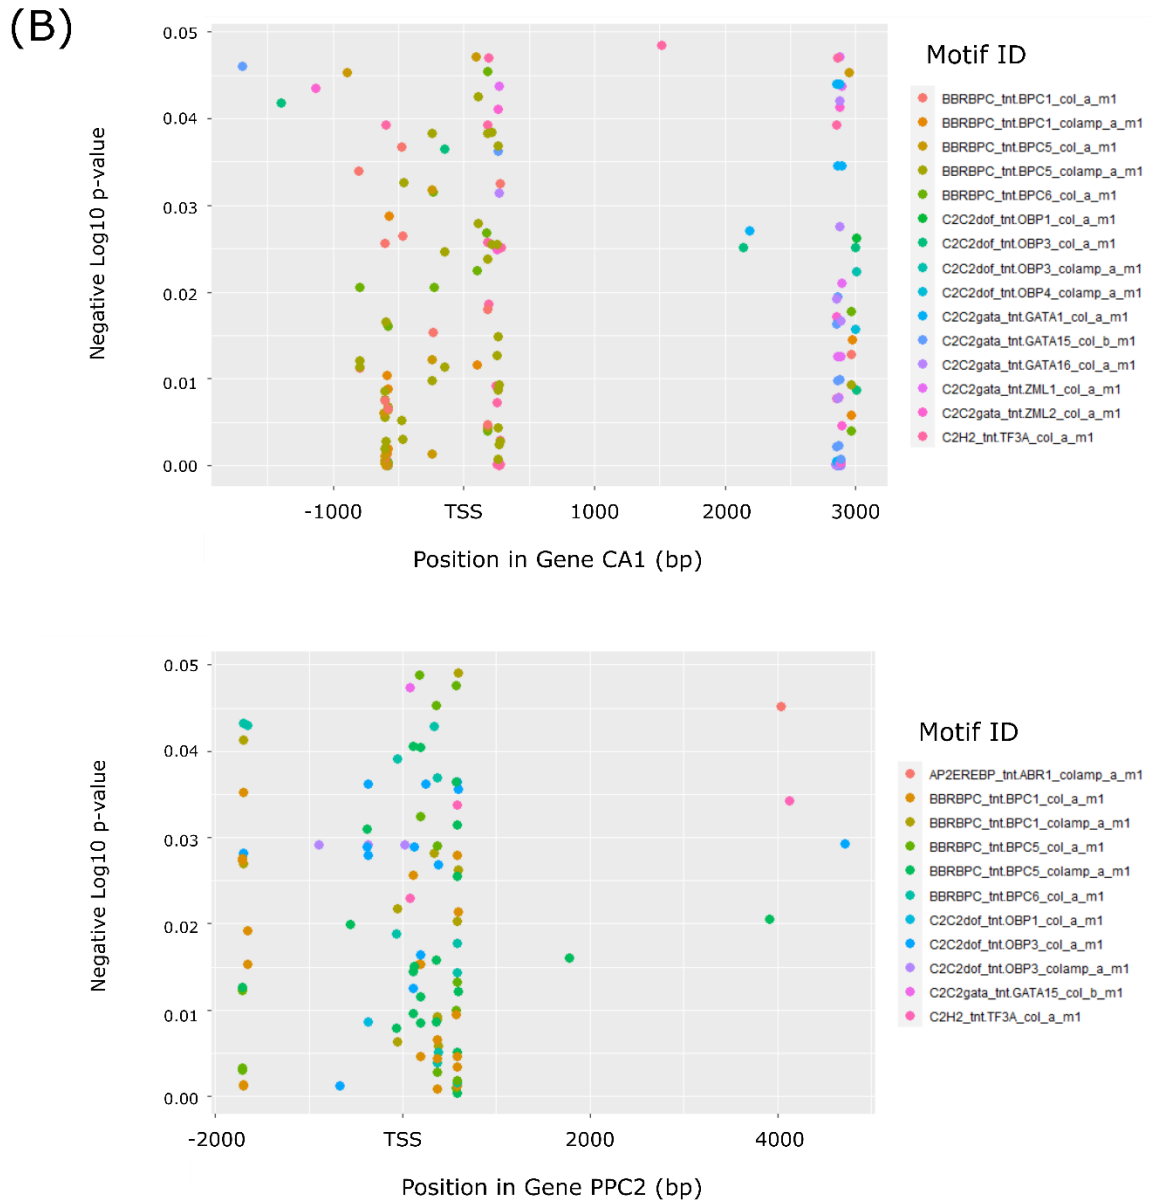 (B)
Negative Log10 p-value
0.05
0.04
0.03
0.02
0.01
0.00
-1000 TSS 1000 2000 3000
Position in Gene CA1 (bp)
Motif ID
BBRBPC_tnt.BPC1_col_a_m1
BBRBPC_tnt.BPC1_colamp_a_m1
BBRBPC_tnt.BPC5_col_a_m1
BBRBPC_tnt.BPC5_colamp_a_m1
BBRBPC_tnt.BPC6_col_a_m1
C2C2dof_tnt.OBP1_col_a_m1
C2C2dof_tnt.OBP3_col_a_m1
C2C2dof_tnt.OBP3_colamp_a_m1
C2C2dof_tnt.OBP4_colamp_a_m1
C2C2gata_tnt.GATA1_col_a_m1
C2C2gata_tnt.GATA15_col_b_m1
C2C2gata_tnt.GATA16_col_a_m1
C2C2gata_tnt.ZML1_col_a_m1
C2C2gata_tnt.ZML2_col_a_m1
C2H2_tnt.TF3A_col_a_m1
Negative Log10 p-value
0.05
0.04
0.03
0.02
0.01
0.00
-2000 TSS 2000 4000
Position in Gene PPC2 (bp)
Motif ID
AP2EREBP_tnt.ABR1_colamp_a_m1
BBRBPC_tnt.BPC1_col_a_m1
BBRBPC_tnt.BPC1_colamp_a_m1
BBRBPC_tnt.BPC5_col_a_m1
BBRBPC_tnt.BPC5_colamp_a_m1
BBRBPC_tnt.BPC6_col_a_m1
C2C2dof_tnt.OBP1_col_a_m1
C2C2dof_tnt.OBP3_col_a_m1
C2C2dof_tnt.OBP3_colamp_a_m1
C2C2gata_tnt.GATA15_col_b_m1
C2H2_tnt.TF3A_col_a_m1